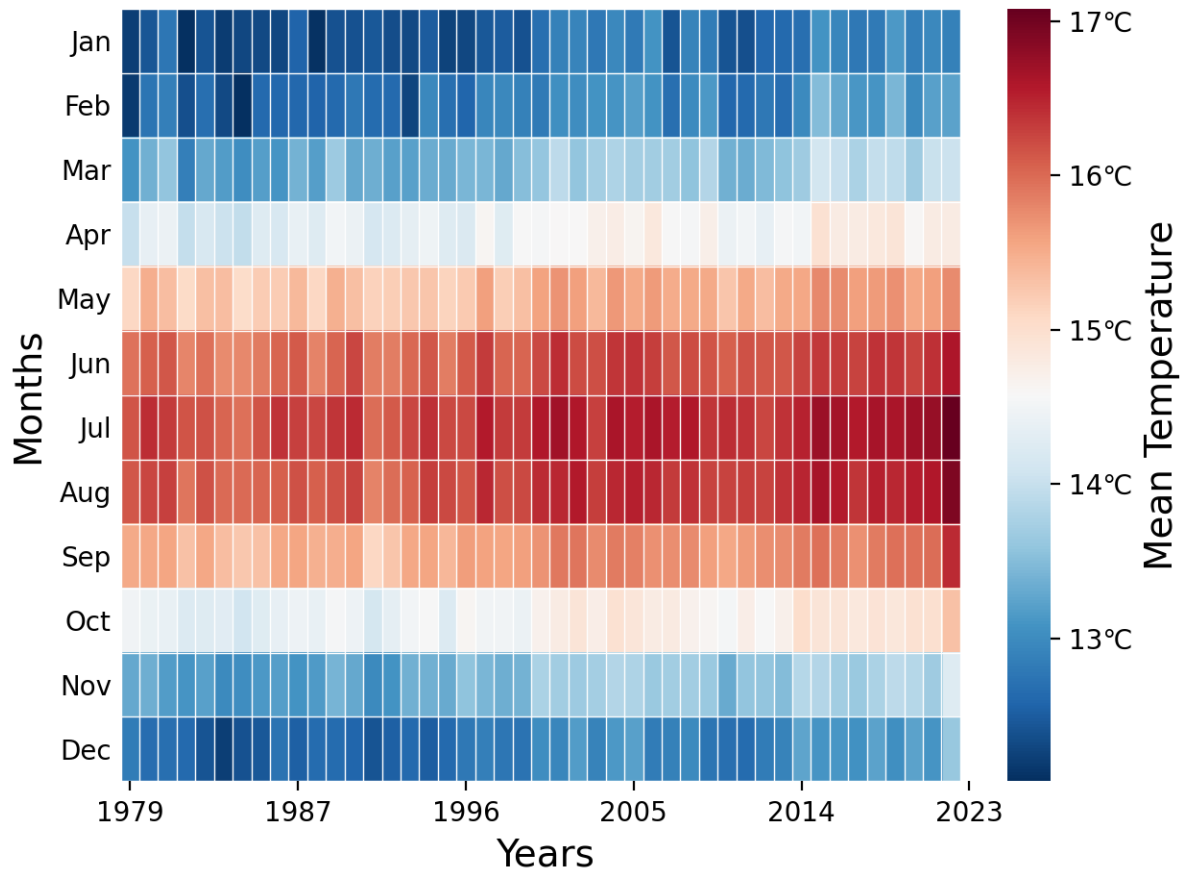 Jan
Feb
Mar
Apr
May
Jun
Jul
Aug
Sep
Oct
Nov
Dec
Months
1979 1987 1996 2005 2014 2023
Years
17°C
16°C
15°C
14°C
13°C
Mean Temperature